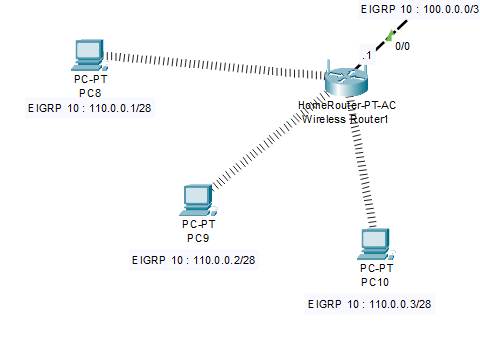 EIGRP 10 : 100.0.0.0/3
0/0
.1
PC-PT
PC8
EIGRP 10 : 110.0.0.1/28
HomeRouter-PT-AC
Wireless Router1
PC-PT
PC9
EIGRP 10 : 110.0.0.2/28
PC-PT
PC10
EIGRP 10 : 110.0.0.3/28